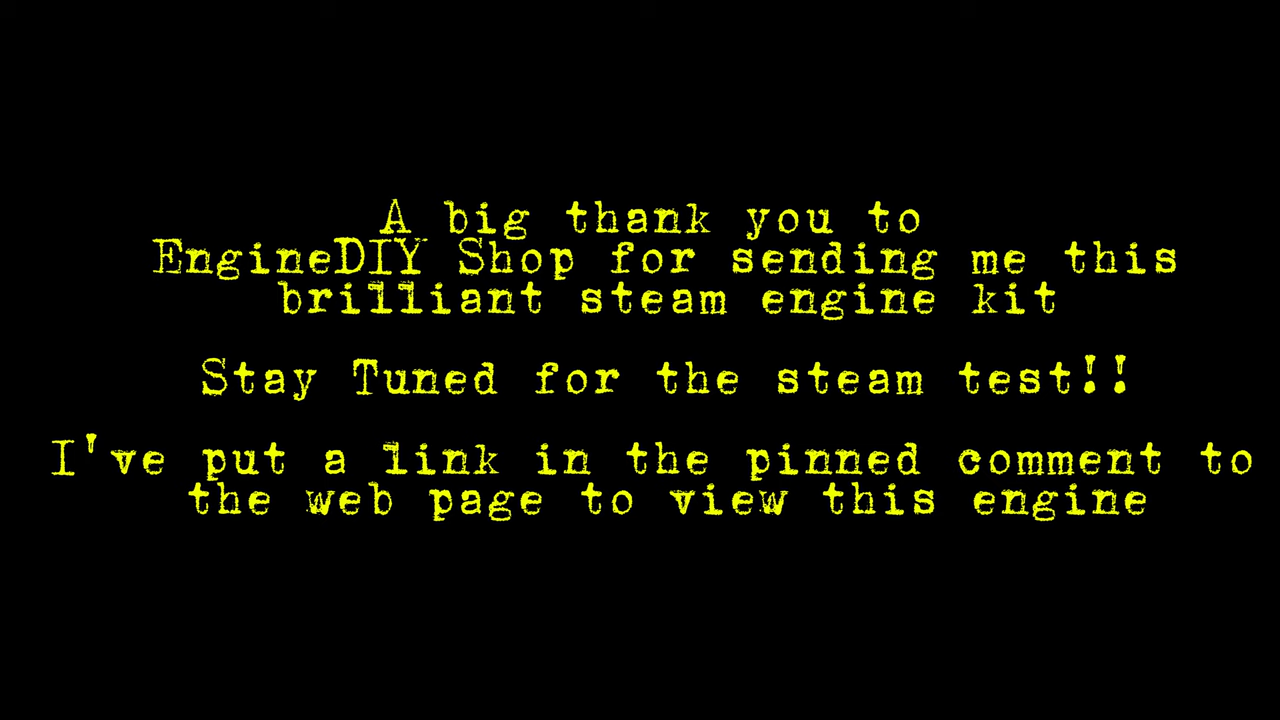 A big thank you to
EngineDIY Shop for sending me this
brilliant steam engine kit
Stay Tuned for the steam test!!
I've put a link in the pinned comment to
the web page to view this engine